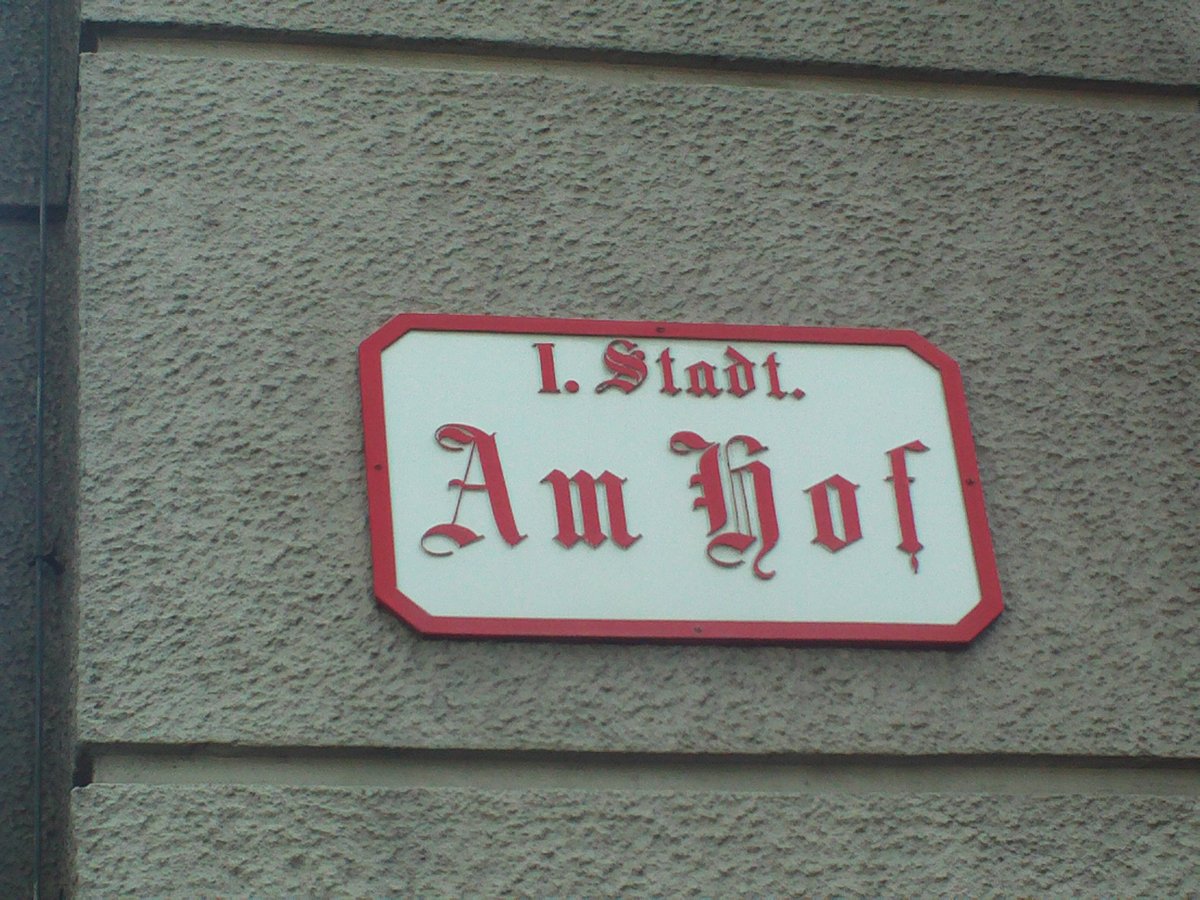 I. Stadt.
Am Hof